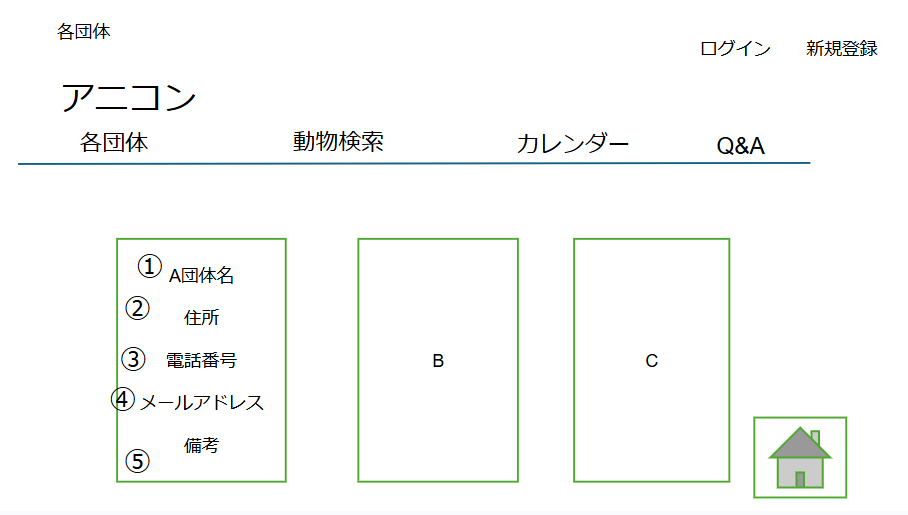 各団体
ログイン 新規登録
アニコン
各団体 動物検索 カレンダー Q&A
① A団体名
② 住所
③ 電話番号
④ メールアドレス
⑤ 備考
B
C